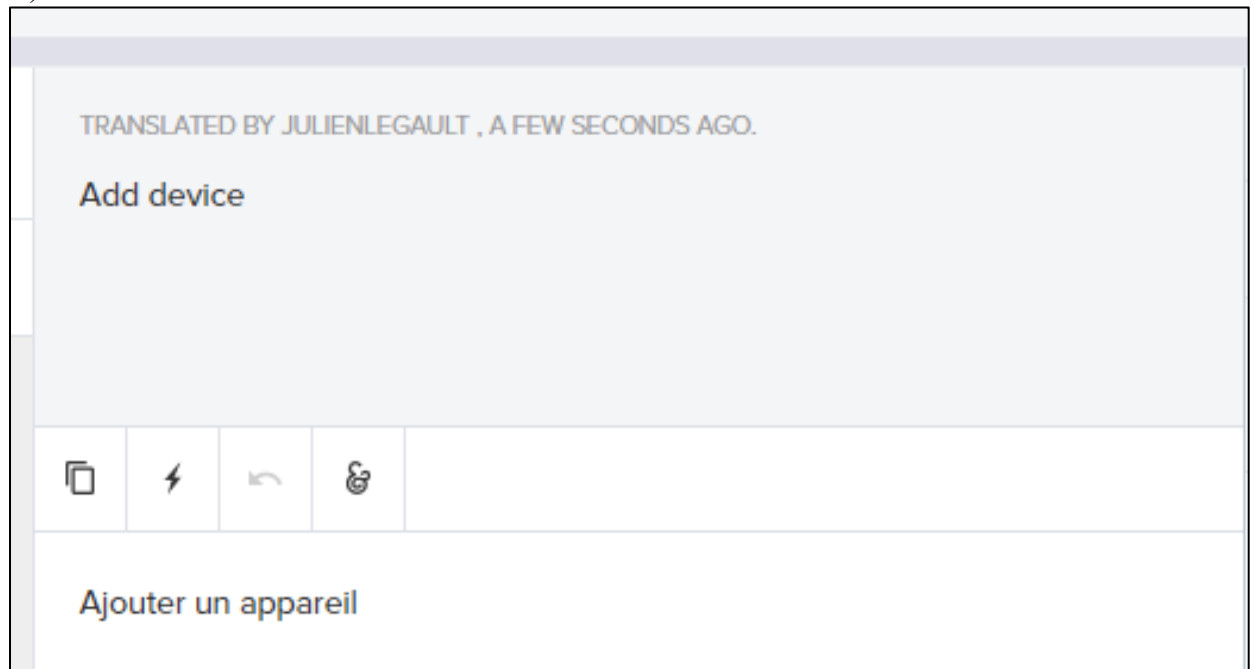 TRANSLATED BY JULIENLEGAULT , A FEW SECONDS AGO.
Add device
&
Ajouter un appareil